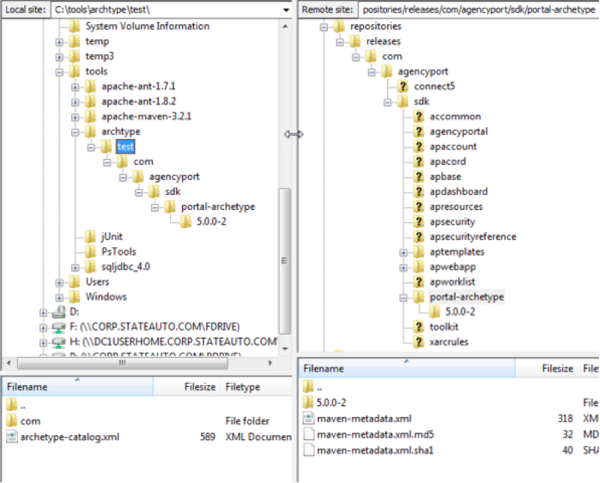 Local site: C:\tools\archtype\test\
System Volume Information
temp
temp3
tools
apache-ant-1.7.1
apache-ant-1.8.2
apache-maven-3.2.1
archtype
test
com
agencyport
sdk
portal-archetype
5.0.0-2
jUnit
PsTools
sqljdbc_4.0
Users
Windows
D:
F: (\\CORP.STATEAUTO.COM\FDRIVE)
H: (\\DC1USERHOME.CORP.STATEAUTO.COM\
Filename Filesize Filetype
..
com File folder
archetype-catalog.xml 589 XML Documen
Remote site: positories/releases/com/agencyport/sdk/portal-archetype
repositories
releases
com
agencyport
connect5
sdk
accommon
agencyportal
apaccount
apacord
apbase
apdashboard
apresources
apsecurity
apsecurityreference
aptemplates
apwebapp
apworklist
portal-archetype
5.0.0-2
toolkit
xarcrules
Filename Filesize File
..
5.0.0-2 File
maven-metadata.xml 318 XM
maven-metadata.xml.md5 32 MD
maven-metadata.xml.sha1 40 SHA